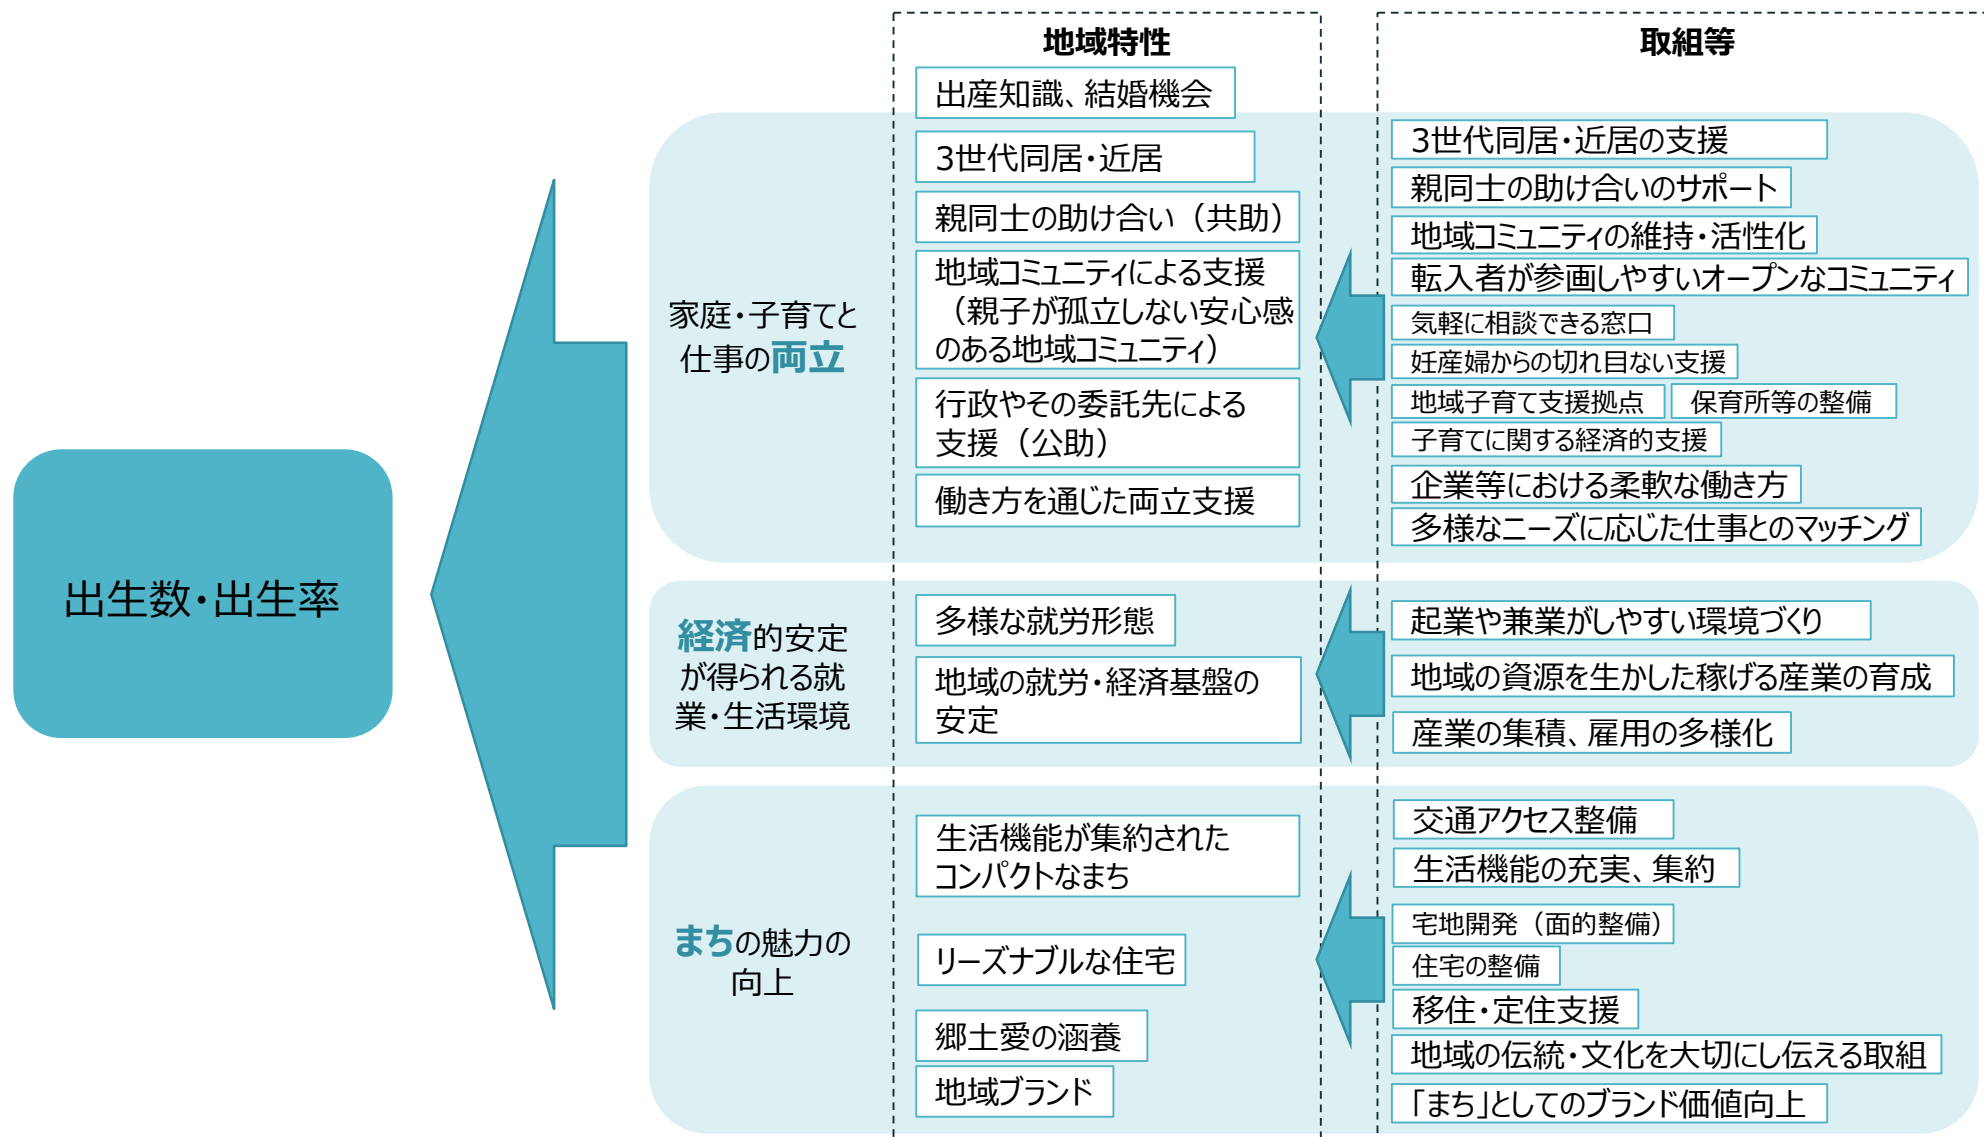 地域特性
取組等
出生数・出生率
家庭・子育てと
仕事の両立
出産知識、結婚機会
3世代同居・近居
親同士の助け合い（共助）
地域コミュニティによる支援
（親子が孤立しない安心感
のある地域コミュニティ）
行政やその委託先による
支援（公助）
働き方を通じた両立支援
3世代同居・近居の支援
親同士の助け合いのサポート
地域コミュニティの維持・活性化
転入者が参画しやすいオープンなコミュニティ
気軽に相談できる窓口
妊産婦からの切れ目ない支援
地域子育て支援拠点
保育所等の整備
子育てに関する経済的支援
企業等における柔軟な働き方
多様なニーズに応じた仕事とのマッチング
経済的安定
が得られる就
業・生活環境
多様な就労形態
地域の就労・経済基盤の
安定
起業や兼業がしやすい環境づくり
地域の資源を生かした稼げる産業の育成
産業の集積、雇用の多様化
まちの魅力の
向上
生活機能が集約された
コンパクトなまち
リーズナブルな住宅
郷土愛の涵養
地域ブランド
交通アクセス整備
生活機能の充実、集約
宅地開発（面的整備）
住宅の整備
移住・定住支援
地域の伝統・文化を大切にし伝える取組
「まち」としてのブランド価値向上